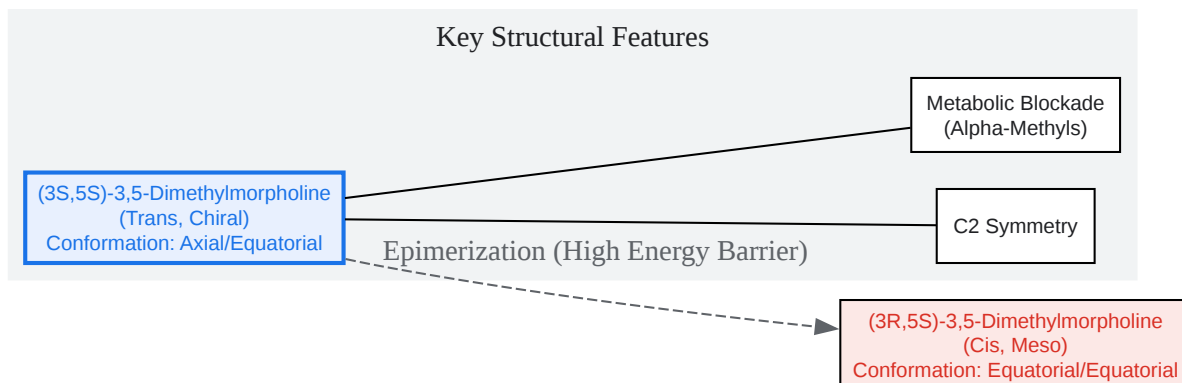 Key Structural Features
Metabolic Blockade
(Alpha-Methyls)
(3S,5S)-3,5-Dimethylmorpholine
(Trans, Chiral)
Conformation: Axial/Equatorial
C2 Symmetry
Epimerization (High Energy Barrier)
(3R,5S)-3,5-Dimethylmorpholine
(Cis, Meso)
Conformation: Equatorial/Equatorial